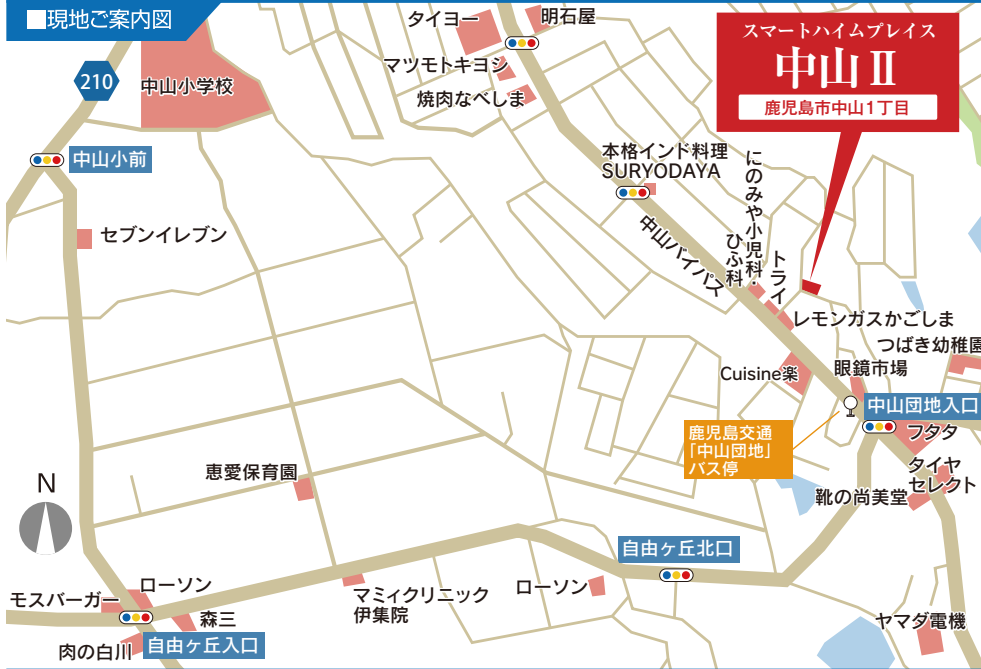 ■現地ご案内図
タイヨー
明石屋
マツモトキヨシ
焼肉なべしま
スマートハイムプレイス
中山Ⅱ
鹿児島市中山1丁目
210
中山小学校
中山小前
セブンイレブン
本格インド料理
SURYODAYA
にのみや小児科・
ひふ科
トライ
中山バイパス
レモンガスかごしま
つばき幼稚園
眼鏡市場
Cuisine楽
中山団地入口
鹿児島交通
「中山団地」
バス停
フタタ
タイヤ
セレクト
靴の尚美堂
恵愛保育園
N
自由ヶ丘北口
ローソン
マミィクリニック
伊集院
ローソン
モスバーガー
森三
肉の白川
自由ヶ丘入口
ヤマダ電機